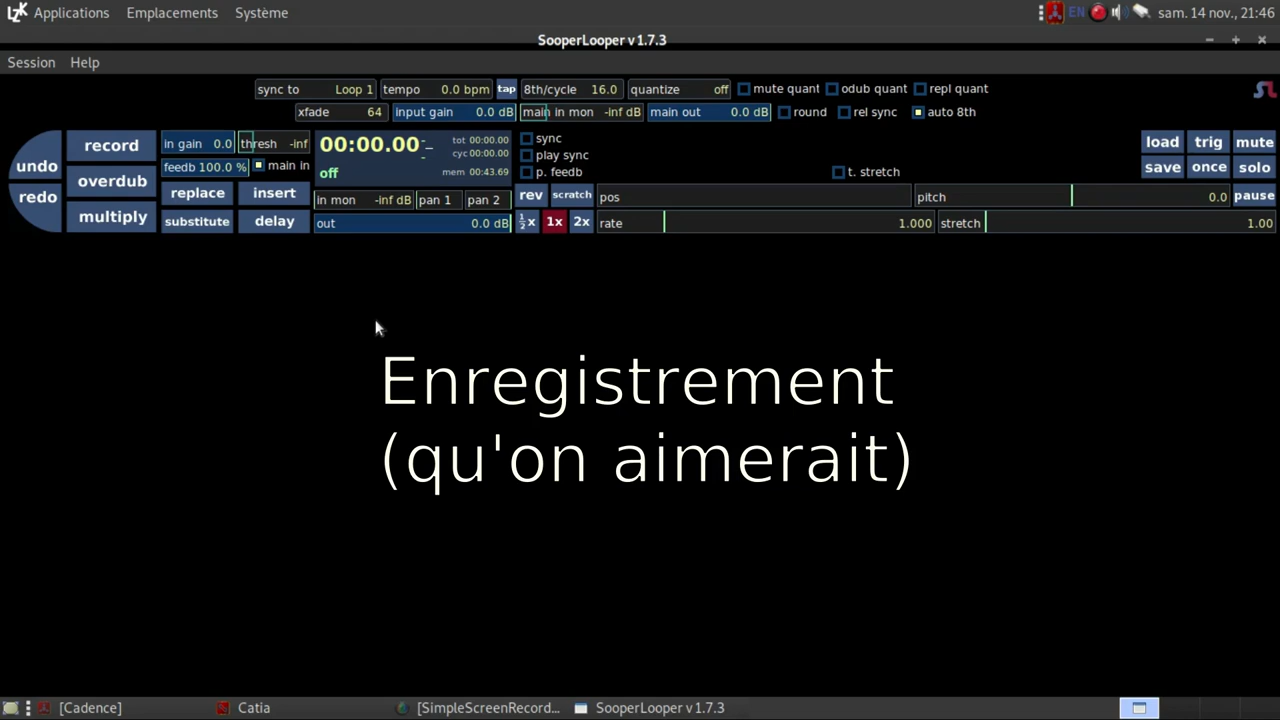 Applications Emplacements Système EN sam. 14 nov., 21:46
SooperLooper v 1.7.3
Session Help
sync to Loop 1 tempo 0.0 bpm tap 8th/cycle 16.0 quantize off mute quant odub quant repl quant
xfade 64 input gain 0.0 dB main in mon -inf dB main out 0.0 dB round rel sync auto 8th
undo record in gain 0.0 thresh -inf 00:00.00 tot 00:00.00 sync load trig mute
cyc 00:00.00 play sync
redo overdub feedb 100.0 % main in off mem 00:43.69 p. feedb t. stretch save once solo
replace insert in mon -inf dB pan 1 pan 2 rev scratch pos pitch 0.0 pause
multiply substitute delay out 0.0 dB ½x 1x 2x rate 1.000 stretch 1.00
Enregistrement
(qu'on aimerait)
[Cadence] Catia [SimpleScreenRecord... SooperLooper v 1.7.3